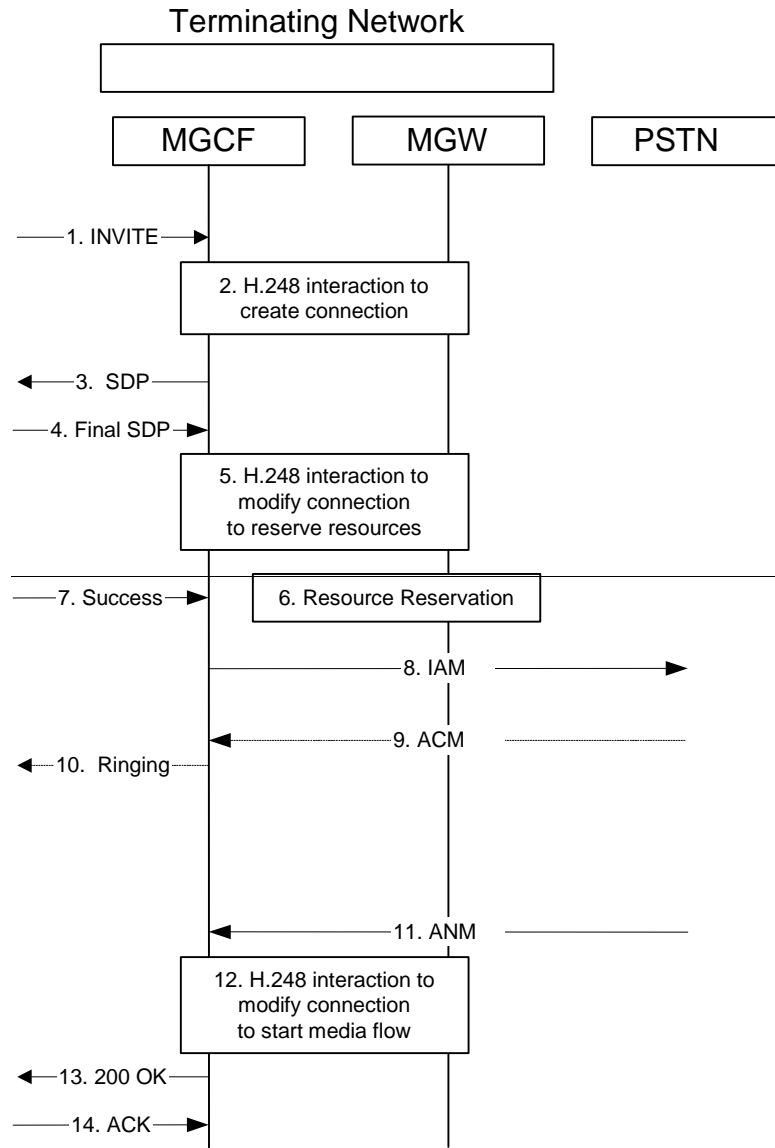 Terminating Network
MGCF
MGW
PSTN
1. INVITE
2. H.248 interaction to
create connection
3. SDP
4. Final SDP
5. H.248 interaction to
modify connection
to reserve resources
7. Success
6. Resource Reservation
8. IAM
9. ACM
10. Ringing
11. ANM
12. H.248 interaction to
modify connection
to start media flow
13. 200 OK
14. ACK